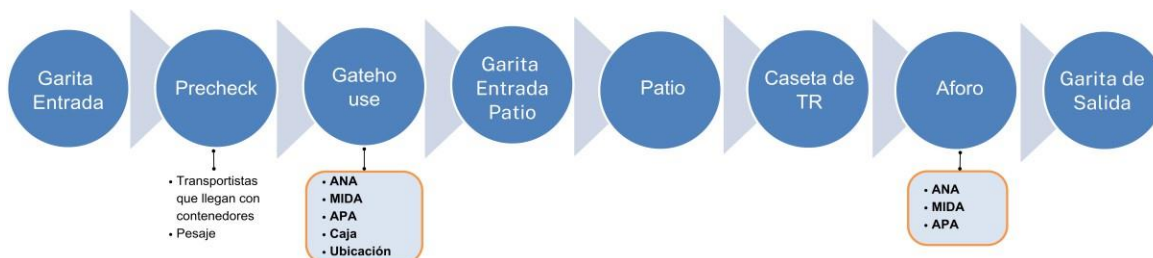 Garita
Entrada
Precheck
Gateho
use
Garita
Entrada
Patio
Patio
Caseta de
TR
Aforo
Garita de
Salida
• Transportistas
que llegan con
contenedores
• Pesaje
• ANA
• MIDA
• APA
• Caja
• Ubicación
• ANA
• MIDA
• APA